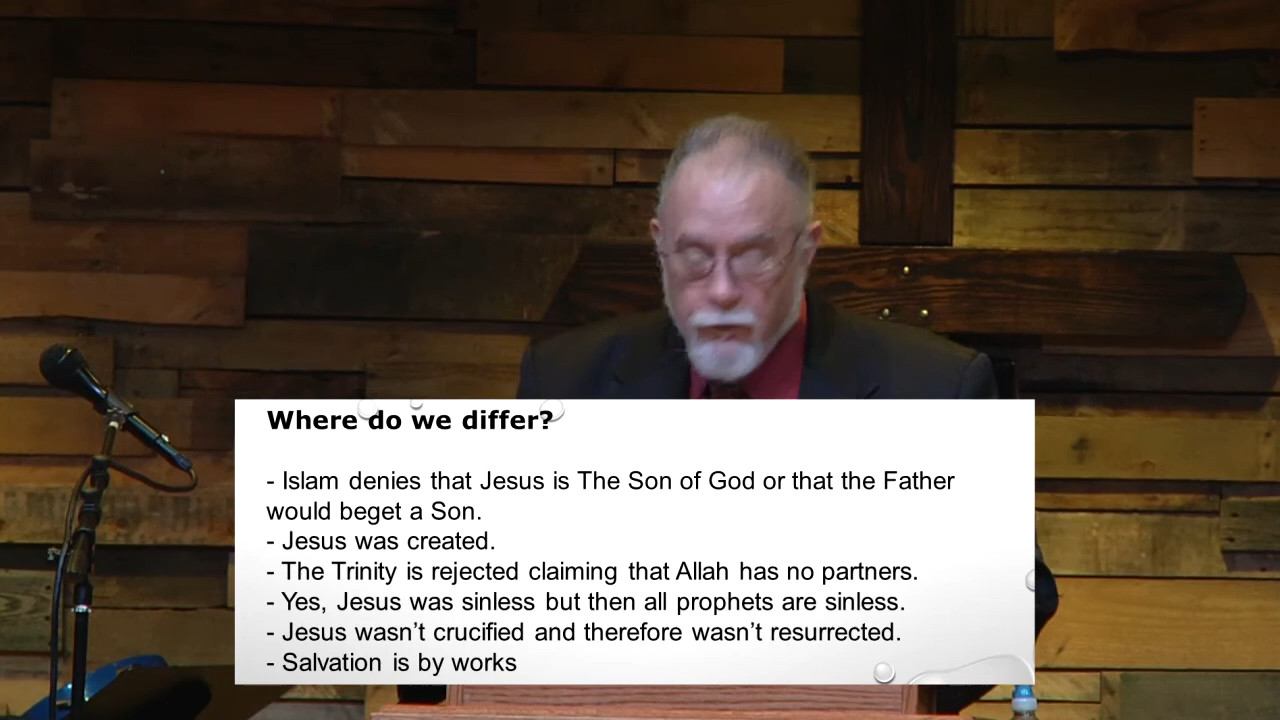 Where do we differ?
- Islam denies that Jesus is The Son of God or that the Father
would beget a Son.
- Jesus was created.
- The Trinity is rejected claiming that Allah has no partners.
- Yes, Jesus was sinless but then all prophets are sinless.
- Jesus wasn’t crucified and therefore wasn’t resurrected.
- Salvation is by works